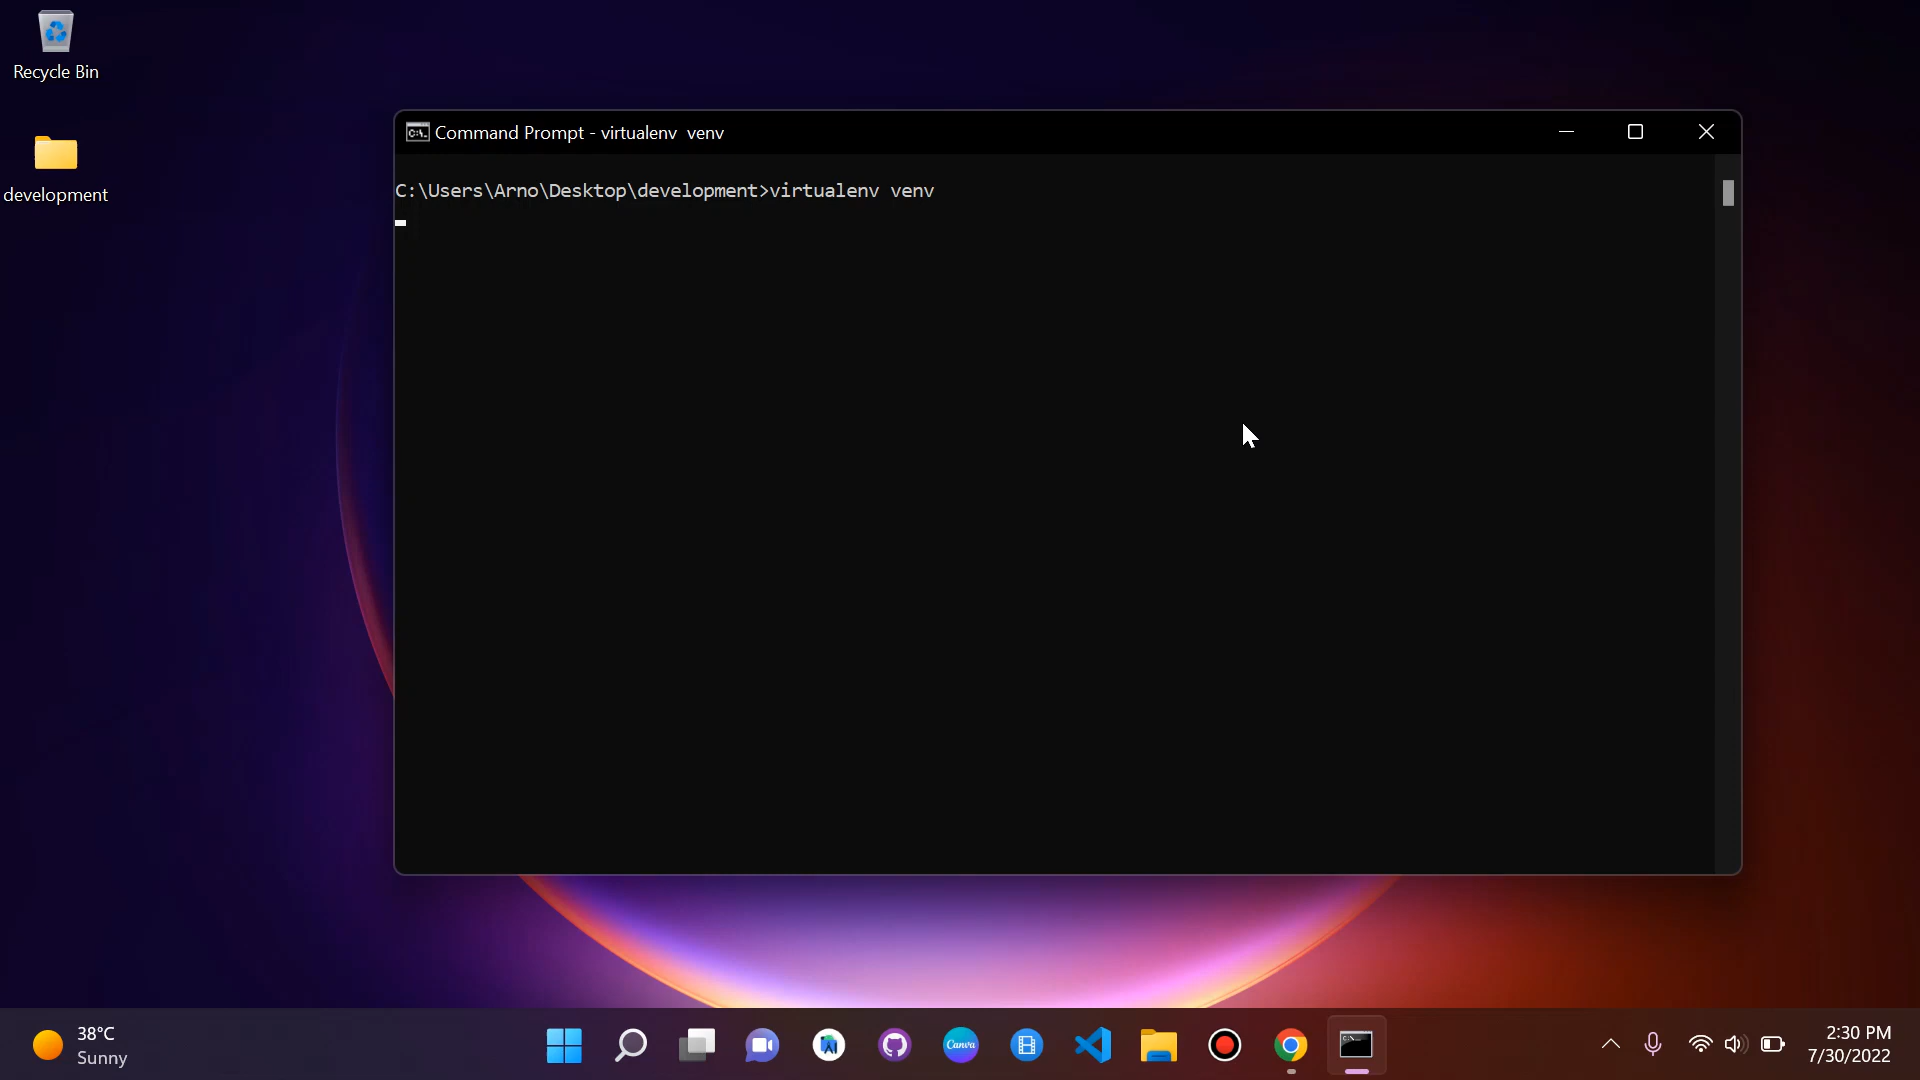 Recycle Bin
development
Command Prompt - virtualenv  venv
C:\Users\Arno\Desktop\development>virtualenv venv
38°C
Sunny
Canva
2:30 PM
7/30/2022